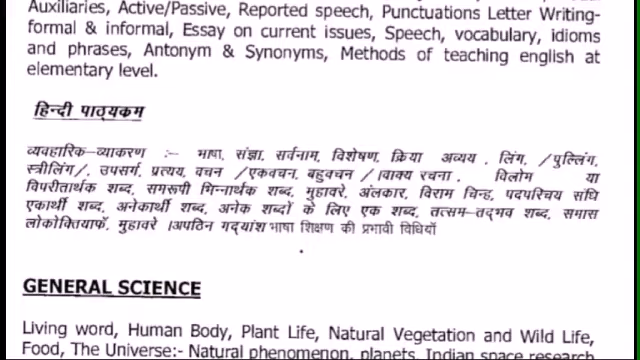 Auxiliaries, Active/Passive, Reported speech, Punctuations Letter Writing-
formal & informal, Essay on current issues, Speech, vocabulary, idioms
and phrases, Antonym & Synonyms, Methods of teaching english at
elementary level.
हिन्दी पाठ्यकम
व्यवहारिक–व्याकरण :– भाषा, संज्ञा, सर्वनाम, विशेषण, क्रिया अव्यय , लिंग, /पुल्लिंग,
स्त्रीलिंग/, उपसर्ग, प्रत्यय, वचन /एकवचन, बहुवचन /।वाक्य रचना , विलोम या
विपरीतार्थक शब्द, समरूपी भिन्नार्थक शब्द, मुहावरे, अंलकार, विराम चिन्ह, पदपरिचय संधि
एकार्थी शब्द, अनेकार्थी शब्द, अनेक शब्दों के लिए एक शब्द, तत्सम–तद्भव शब्द, समास
लोकोक्तियाफॅ, मुहावरे ।अपठिन गद्यांश भाषा शिक्षण की प्रभावी विधियों
GENERAL SCIENCE
Living word, Human Body, Plant Life, Natural Vegetation and Wild Life,
Food, The Universe:- Natural phenomenon, planets, Indian space research